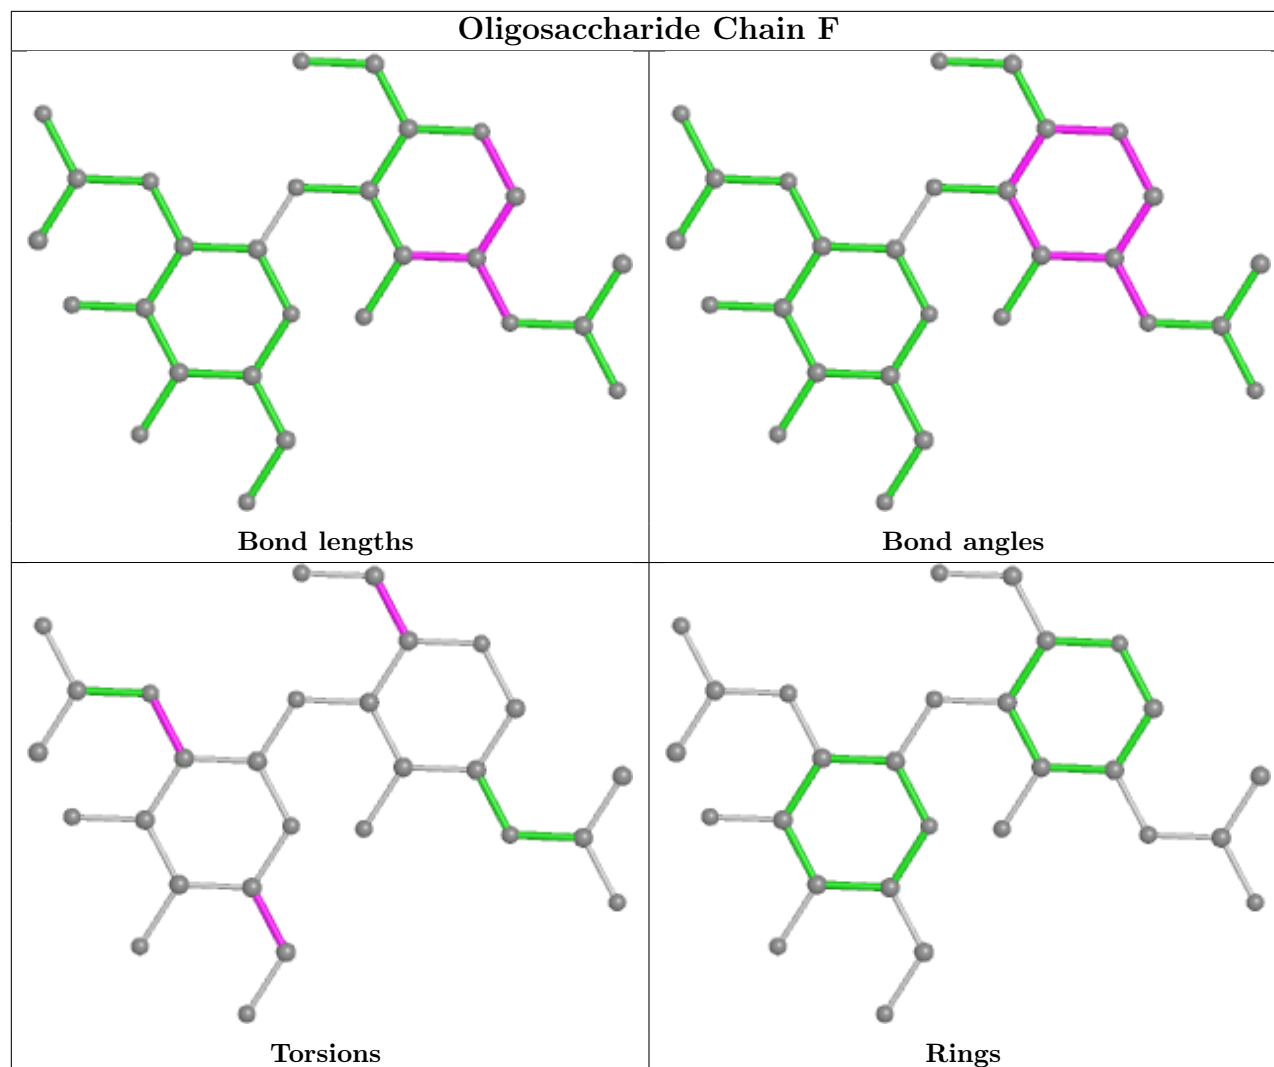 Oligosaccharide Chain F
Bond lengths
Bond angles
Torsions
Rings